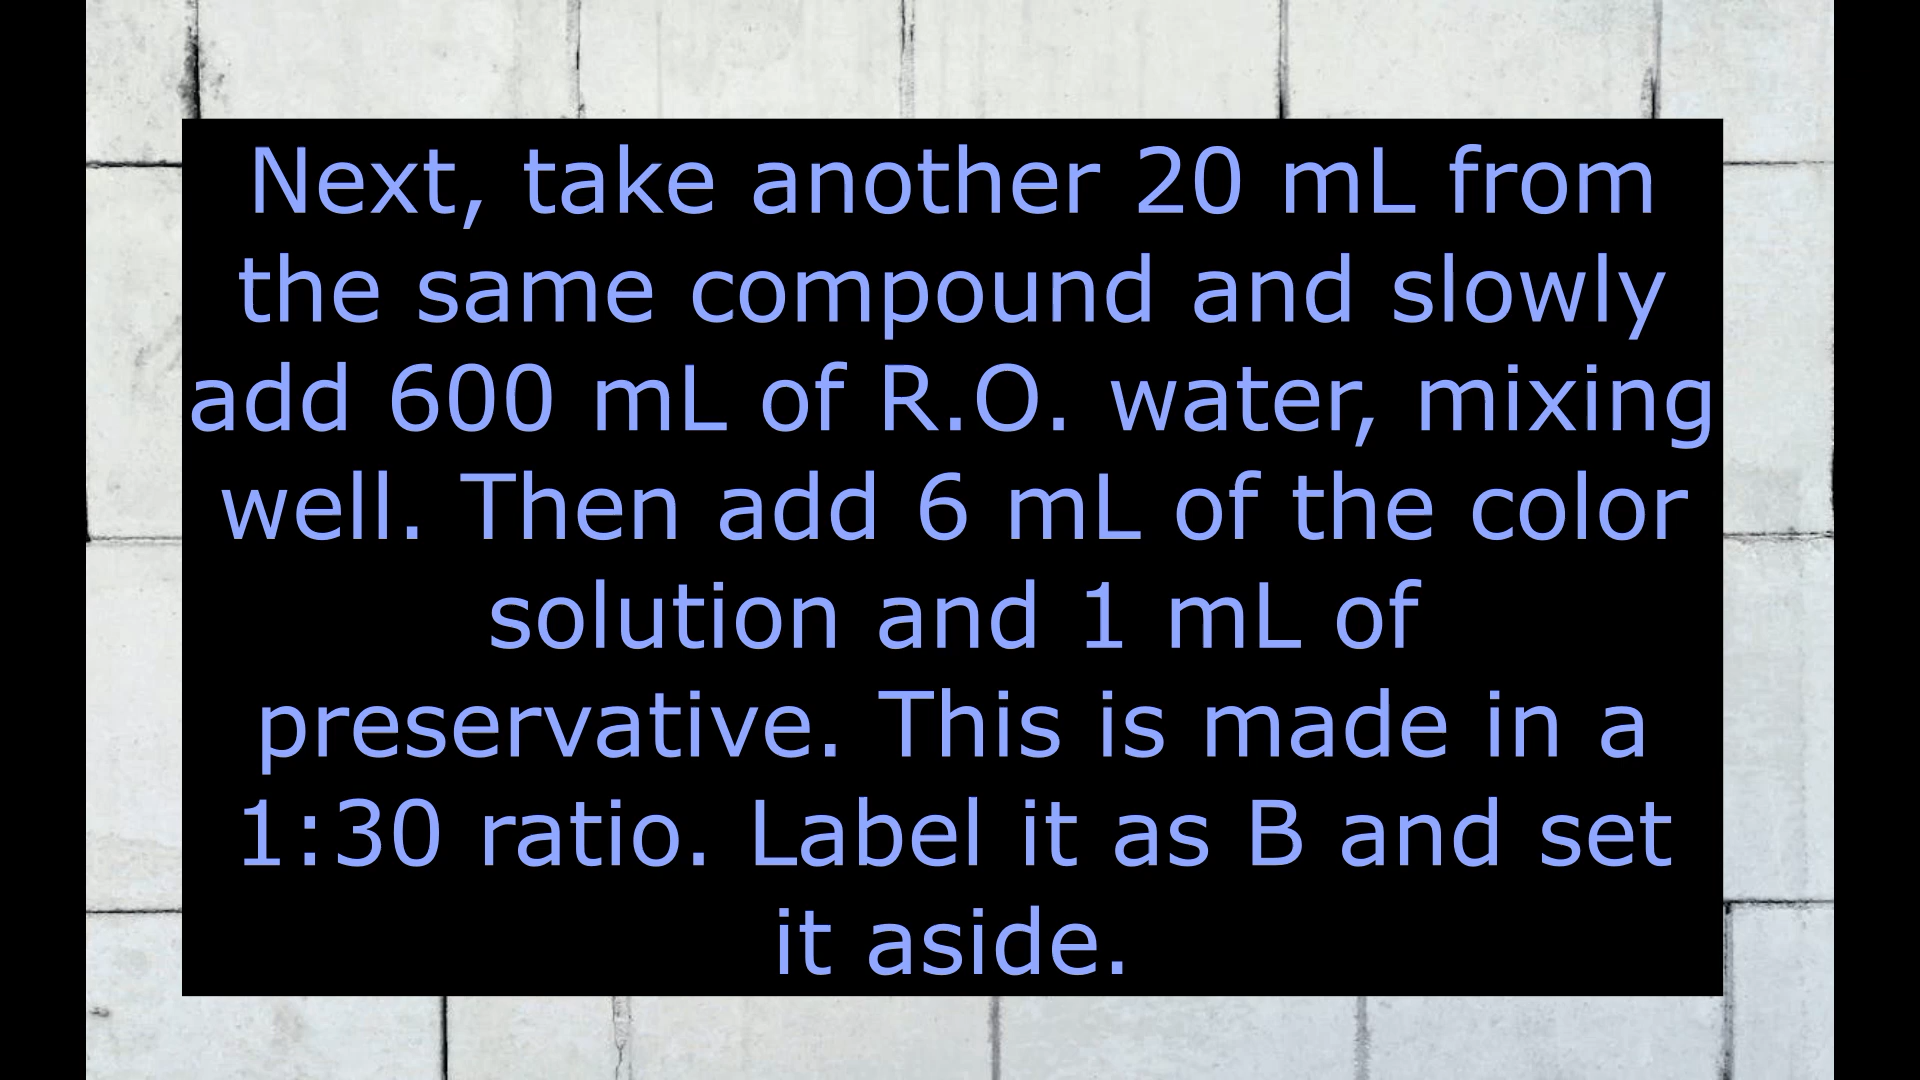 Next, take another 20 mL from
the same compound and slowly
add 600 mL of R.O. water, mixing
well. Then add 6 mL of the color
solution and 1 mL of
preservative. This is made in a
1:30 ratio. Label it as B and set
it aside.